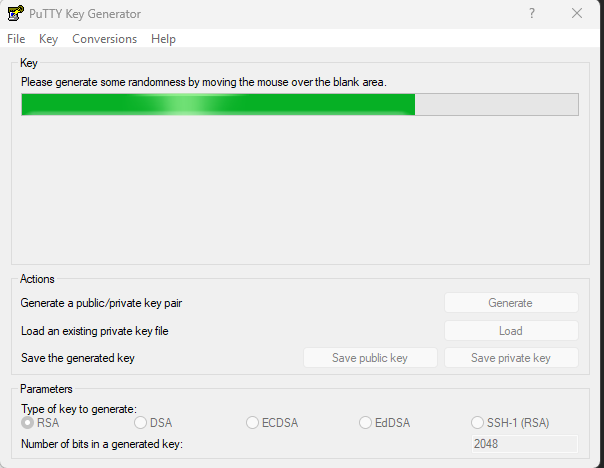 PuTTY Key Generator ?
File Key Conversions Help
Key
Please generate some randomness by moving the mouse over the blank area.
Actions
Generate a public/private key pair Generate
Load an existing private key file Load
Save the generated key Save public key Save private key
Parameters
Type of key to generate:
RSA DSA ECDSA EdDSA SSH-1 (RSA)
Number of bits in a generated key: 2048